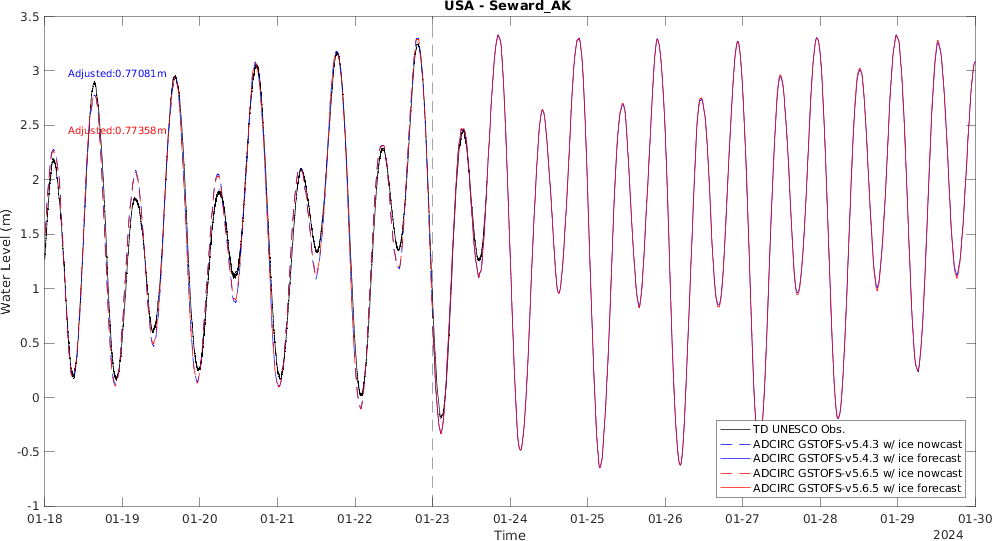 USA - Seward_AK
Water Level (m)
3.5
3
2.5
2
1.5
1
0.5
0
-0.5
-1
Adjusted:0.77081m
Adjusted:0.77358m
TD UNESCO Obs.
ADCIRC GSTOFS-v5.4.3 w/ ice nowcast
ADCIRC GSTOFS-v5.4.3 w/ ice forecast
ADCIRC GSTOFS-v5.6.5 w/ ice nowcast
ADCIRC GSTOFS-v5.6.5 w/ ice forecast
01-18 01-19 01-20 01-21 01-22 01-23 01-24 01-25 01-26 01-27 01-28 01-29 01-30
Time
2024